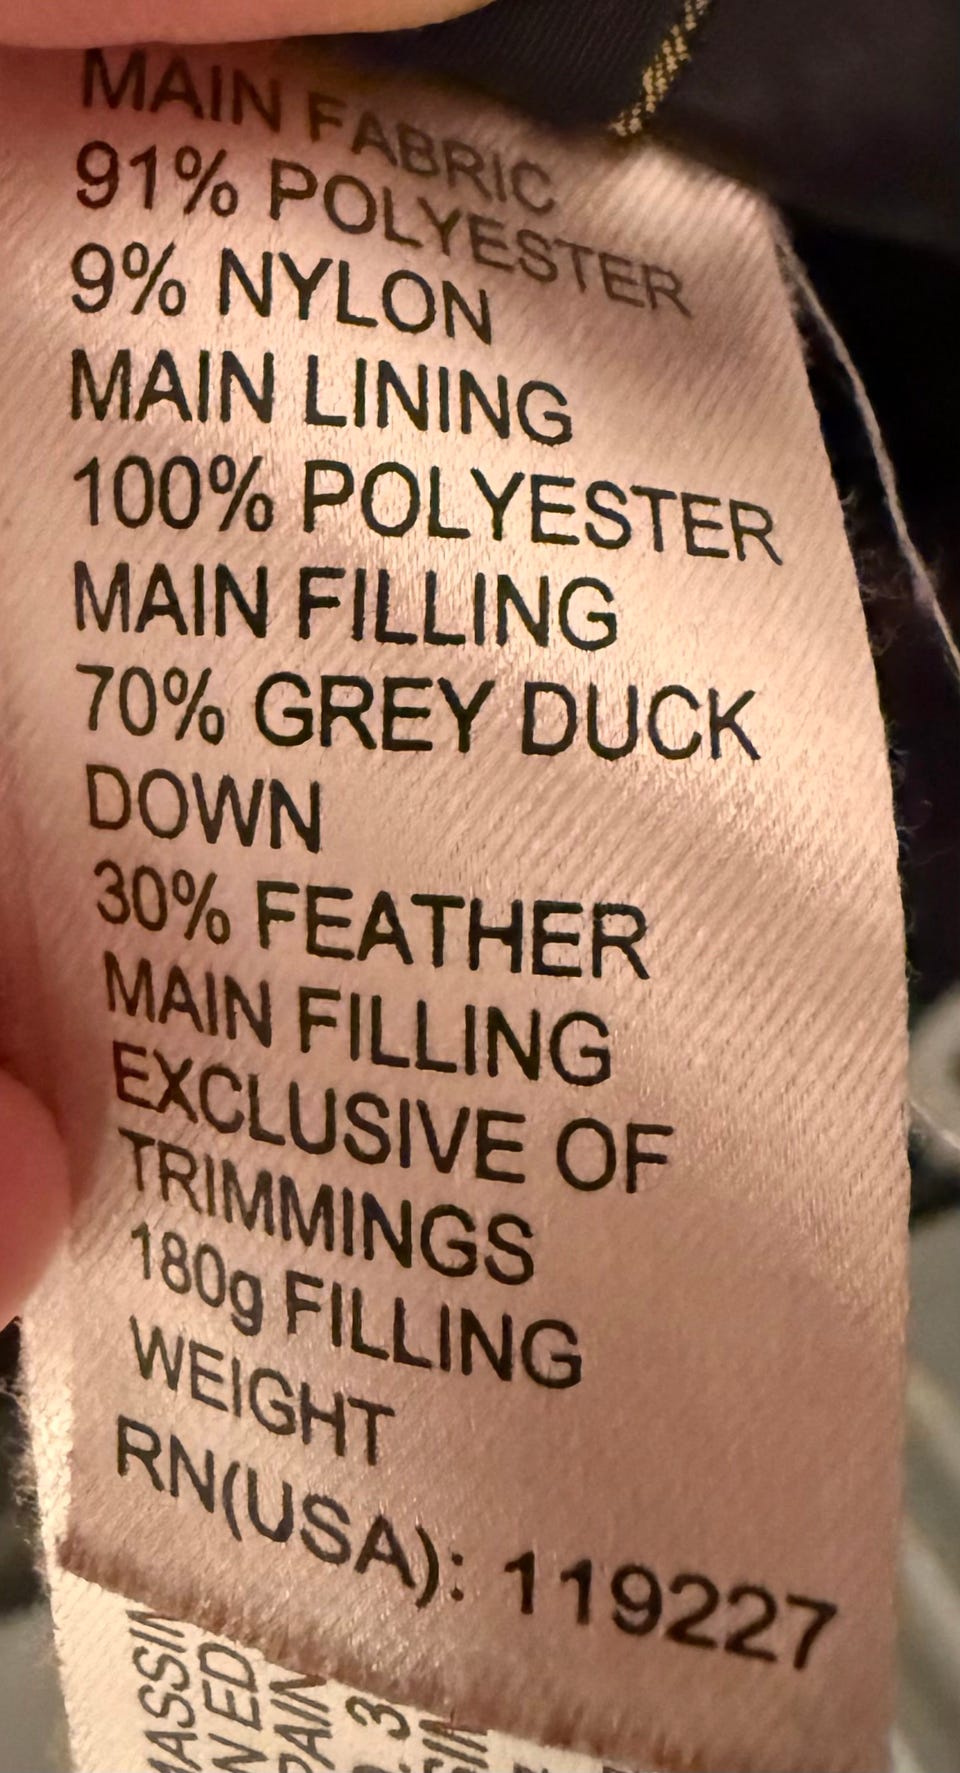 MAIN FABRIC
91% POLYESTER
9% NYLON
MAIN LINING
100% POLYESTER
MAIN FILLING
70% GREY DUCK
DOWN
30% FEATHER
MAIN FILLING
EXCLUSIVE OF
TRIMMINGS
180g FILLING
WEIGHT
RN(USA): 119227